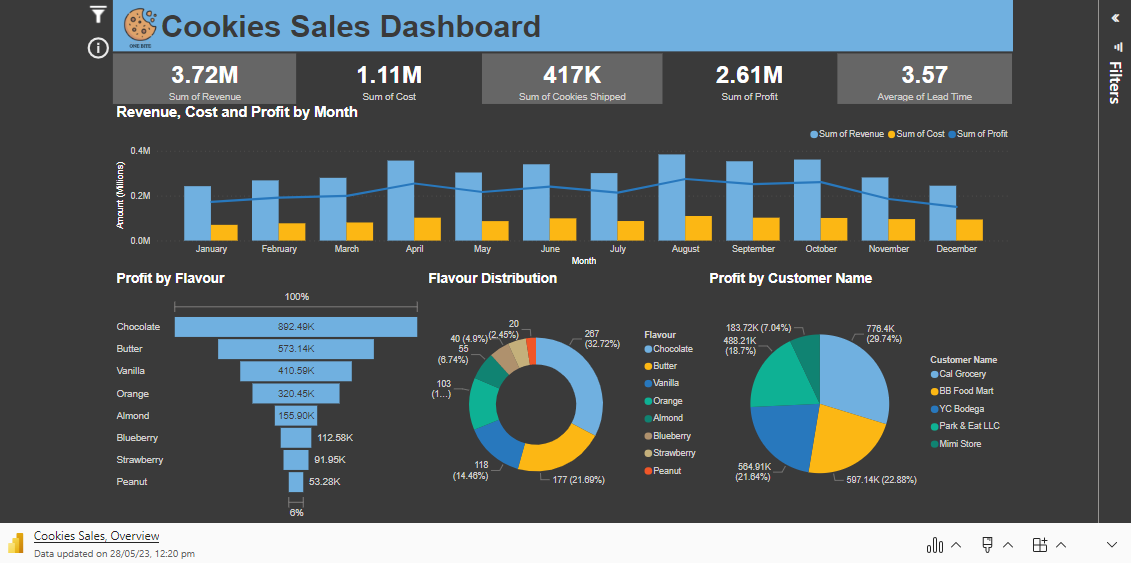 Cookies Sales Dashboard
ONE BITE
3.72M
Sum of Revenue
1.11M
Sum of Cost
417K
Sum of Cookies Shipped
2.61M
Sum of Profit
3.57
Average of Lead Time
Filters
Revenue, Cost and Profit by Month
Sum of Revenue Sum of Cost Sum of Profit
Amount (Millions)
0.4M
0.2M
0.0M
January February March April May June July August September October November December
Month
Profit by Flavour
100%
Chocolate 892.49K
Butter 573.14K
Vanilla 410.59K
Orange 320.45K
Almond 155.90K
Blueberry 112.58K
Strawberry 91.95K
Peanut 53.28K
6%
Flavour Distribution
267
(32.72%)
177 (21.69%)
118
(14.46%)
103
(1...)
55
(6.74%)
40 (4.9%)
20
(2.45%)
Flavour
Chocolate
Butter
Vanilla
Orange
Almond
Blueberry
Strawberry
Peanut
Profit by Customer Name
776.4K
(29.74%)
597.14K (22.88%)
564.91K
(21.64%)
488.21K
(18.7%)
183.72K (7.04%)
Customer Name
Cal Grocery
BB Food Mart
YC Bodega
Park & Eat LLC
Mimi Store
Cookies Sales, Overview
Data updated on 28/05/23, 12:20 pm